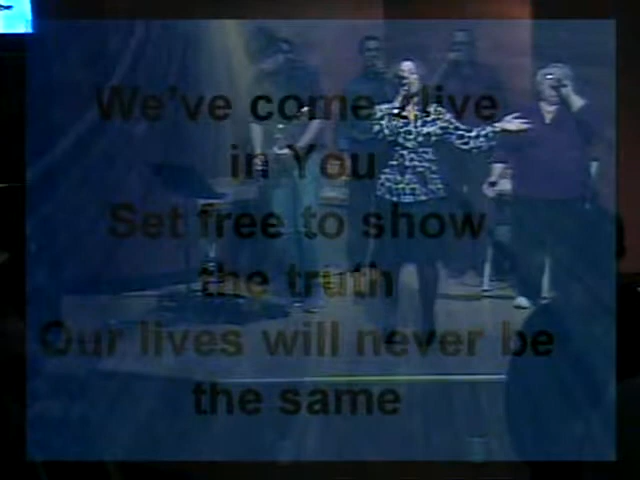 We've come alive
in You
Set free to show
the truth
Our lives will never be
the same